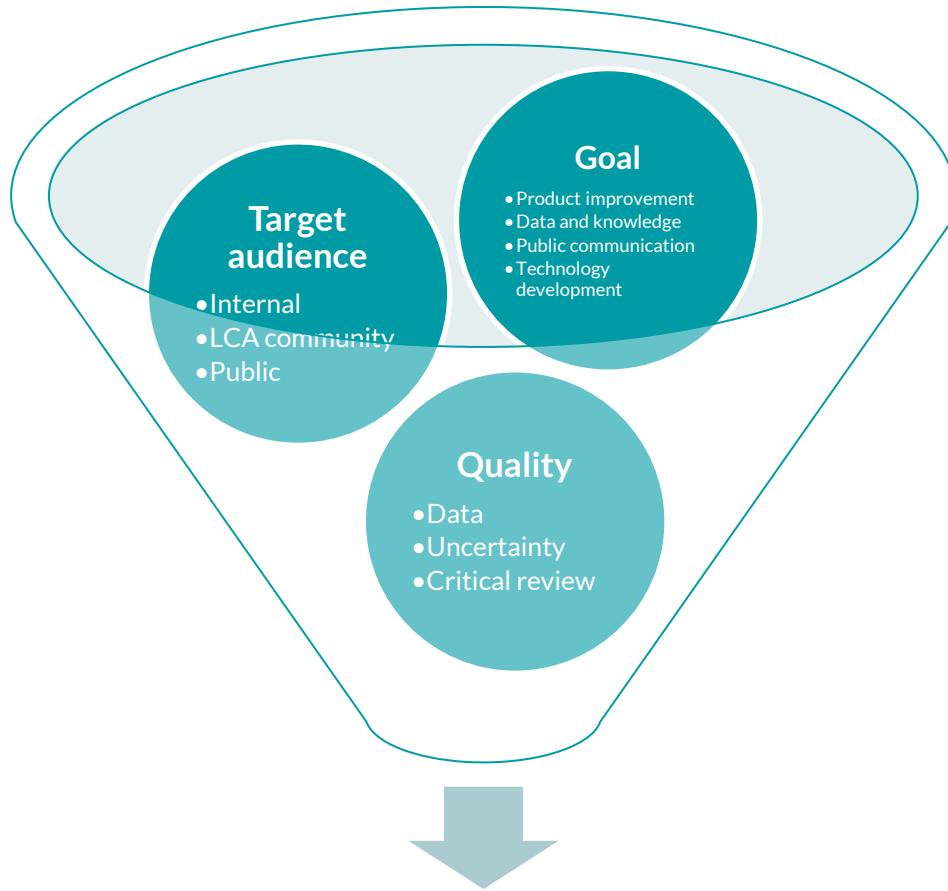 Target
audience
•Internal
•LCA community
•Public
Goal
•Product improvement
•Data and knowledge
•Public communication
•Technology
development
Quality
•Data
•Uncertainty
•Critical review